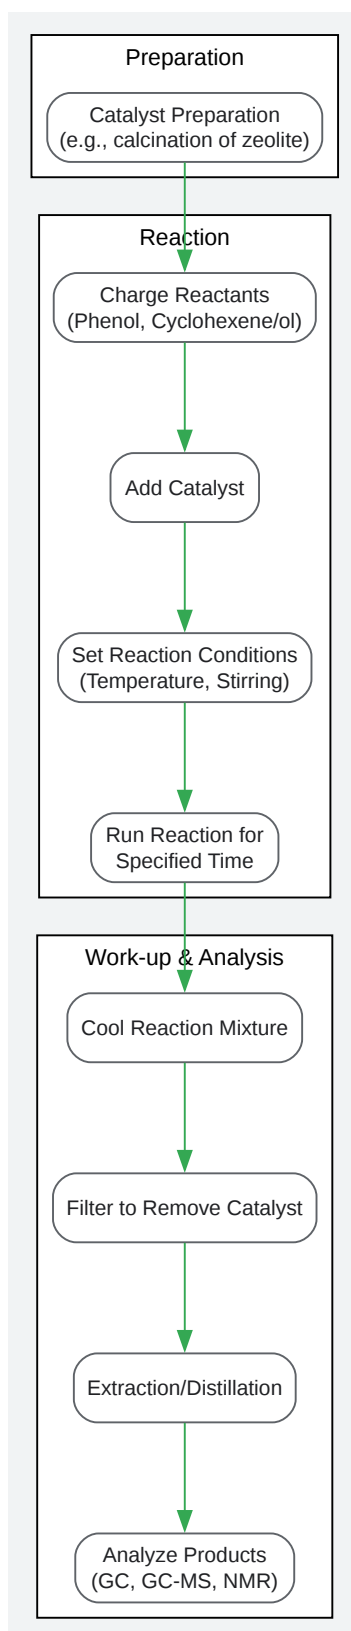 Preparation
Catalyst Preparation
(e.g., calcination of zeolite)
Reaction
Charge Reactants
(Phenol, Cyclohexene/ol)
Add Catalyst
Set Reaction Conditions
(Temperature, Stirring)
Run Reaction for
Specified Time
Work-up & Analysis
Cool Reaction Mixture
Filter to Remove Catalyst
Extraction/Distillation
Analyze Products
(GC, GC-MS, NMR)